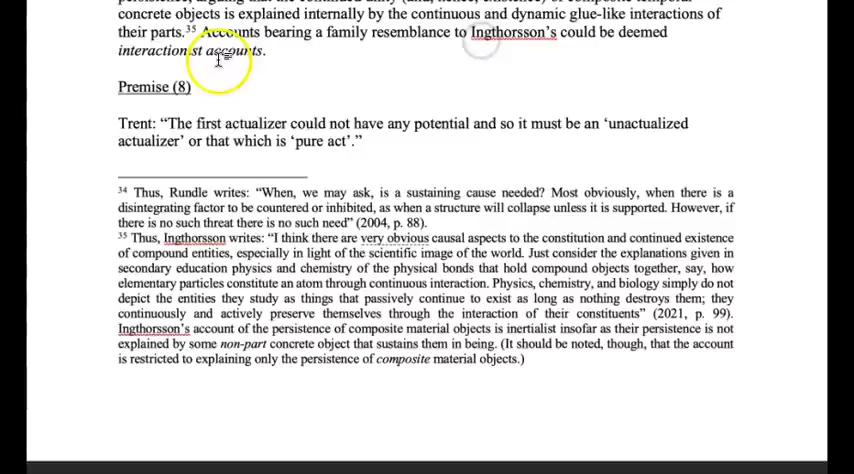 persistence, arguing that the continued unity (and, hence, existence) of composite temporal
concrete objects is explained internally by the continuous and dynamic glue-like interactions of
their parts.³⁵ Accounts bearing a family resemblance to Ingthorsson’s could be deemed
interactionist accounts.
Premise (8)
Trent: “The first actualizer could not have any potential and so it must be an ‘unactualized
actualizer’ or that which is ‘pure act’.”
³⁴ Thus, Rundle writes: “When, we may ask, is a sustaining cause needed? Most obviously, when there is a
disintegrating factor to be countered or inhibited, as when a structure will collapse unless it is supported. However, if
there is no such threat there is no such need” (2004, p. 88).
³⁵ Thus, Ingthorsson writes: “I think there are very obvious causal aspects to the constitution and continued existence
of compound entities, especially in light of the scientific image of the world. Just consider the explanations given in
secondary education physics and chemistry of the physical bonds that hold compound objects together, say, how
elementary particles constitute an atom through continuous interaction. Physics, chemistry, and biology simply do not
depict the entities they study as things that passively continue to exist as long as nothing destroys them; they
continuously and actively preserve themselves through the interaction of their constituents” (2021, p. 99).
Ingthorsson’s account of the persistence of composite material objects is inertialist insofar as their persistence is not
explained by some non-part concrete object that sustains them in being. (It should be noted, though, that the account
is restricted to explaining only the persistence of composite material objects.)